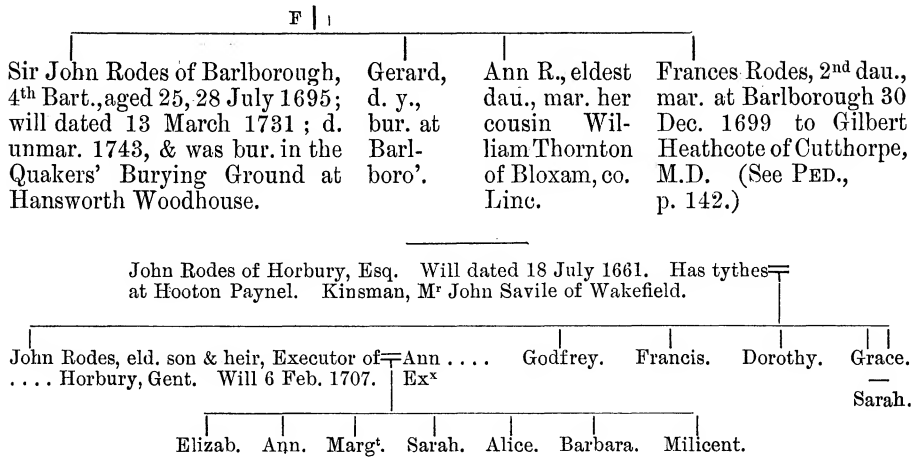 F
Sir John Rodes of Barlborough,
4th Bart., aged 25, 28 July 1695;
will dated 13 March 1731 ; d.
unmar. 1743, & was bur. in the
Quakers' Burying Ground at
Hansworth Woodhouse.
Gerard,
d. y.,
bur. at
Barl-
boro'.
Ann R., eldest
dau., mar. her
cousin Wil-
liam Thornton
of Bloxam, co.
Linc.
Frances Rodes, 2nd dau.,
mar. at Barlborough 30
Dec. 1699 to Gilbert
Heathcote of Cutthorpe,
M.D. (See PED.,
p. 142.)
John Rodes of Horbury, Esq. Will dated 18 July 1661. Has tythes
at Hooton Paynel. Kinsman, Mr John Savile of Wakefield.
John Rodes, eld. son & heir, Executor of
.... Horbury, Gent. Will 6 Feb. 1707.
Ann ....
Exx
Godfrey.
Francis.
Dorothy.
Grace.
—
Sarah.
Elizab. Ann. Margt. Sarah. Alice. Barbara. Milicent.